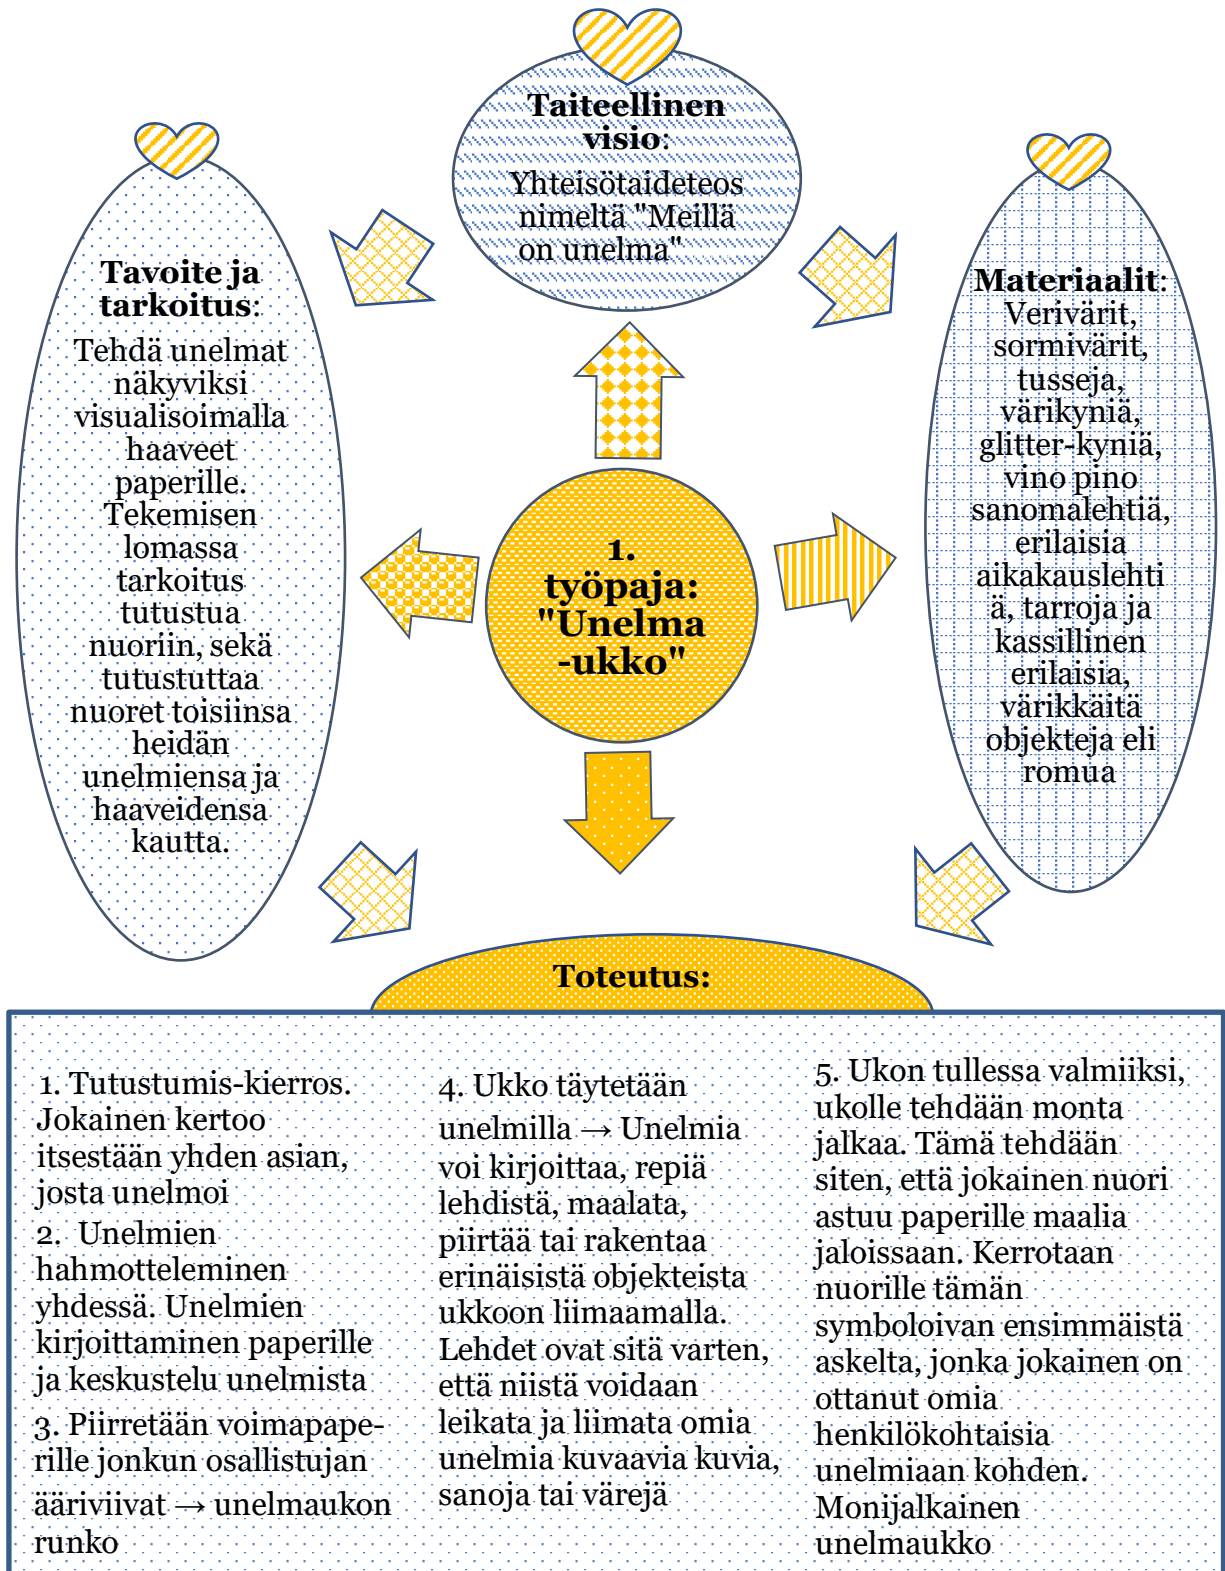 Taiteellinen
visio:
Yhteisötaideteos
nimeltä "Meillä
on unelma"
Tavoite ja
tarkoitus:
Tehdä unelmat
näkyviksi
visualisoimalla
haaveet
paperille.
Tekemisen
lomassa
tarkoitus
tutustua
nuoriin, sekä
tutustuttaa
nuoret toisiinsa
heidän
unelmiensa ja
haaveidensa
kautta.
1.
työpaja:
"Unelma
-ukko"
Materiaalit:
Verivärit,
sormivärit,
tusseja,
värikyniä,
glitter-kyniä,
vino pino
sanomalehtiä,
erilaisia
aikakauslehti
ä, tarroja ja
kassillinen
erilaisia,
värikkäitä
objekteja eli
romua
Toteutus:
1. Tutustumis-kierros.
Jokainen kertoo
itsestään yhden asian,
josta unelmoi
2. Unelmien
hahmotteleminen
yhdessä. Unelmien
kirjoittaminen paperille
ja keskustelu unelmista
3. Piirretään voimapape-
rille jonkun osallistujan
ääriviivat → unelmaukon
runko
4. Ukko täytetään
unelmilla → Unelmia
voi kirjoittaa, repiä
lehdistä, maalata,
piirtää tai rakentaa
erinäisistä objekteista
ukkoon liimaamalla.
Lehdet ovat sitä varten,
että niistä voidaan
leikata ja liimata omia
unelmia kuvaavia kuvia,
sanoja tai värejä
5. Ukon tullessa valmiiksi,
ukolle tehdään monta
jalkaa. Tämä tehdään
siten, että jokainen nuori
astuu paperille maalia
jaloissaan. Kerrotaan
nuorille tämän
symboloivan ensimmäistä
askelta, jonka jokainen on
ottanut omia
henkilökohtaisia
unelmiaan kohden.
Monijalkainen
unelmaukko